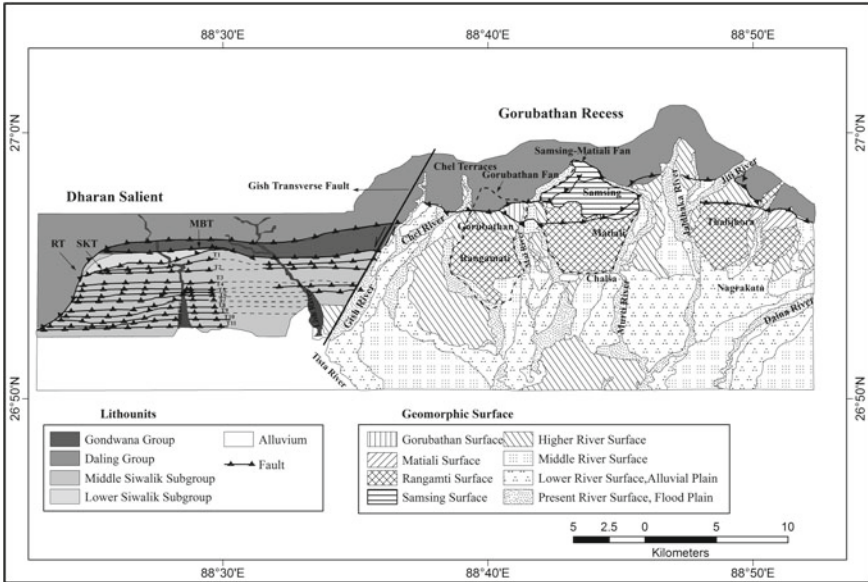 88°30'E
88°40'E
88°50'E
27°0'N
27°0'N
Gorubathan Recess
Samsing-Matiali Fan
Chel Terraces
Gorubathan Fan
Gish Transverse Fault
Samsing
Jiti River
Jaldhaka River
Dharan Salient
MBT
RT
SKT
Chel River
Gorubathan
Matiali
Thaljhora
Rangamati
T1
T2
Chalsa
Nagrakata
Gish River
Murti River
Daina River
T11
Tista River
26°50'N
26°50'N
Lithounits
Gondwana Group
Daling Group
Middle Siwalik Subgroup
Lower Siwalik Subgroup
Alluvium
Fault
Geomorphic Surface
Gorubathan Surface
Matiali Surface
Rangamti Surface
Samsing Surface
Higher River Surface
Middle River Surface
Lower River Surface,Alluvial Plain
Present River Surface, Flood Plain
5 2.5 0 5 10
Kilometers
88°30'E
88°40'E
88°50'E